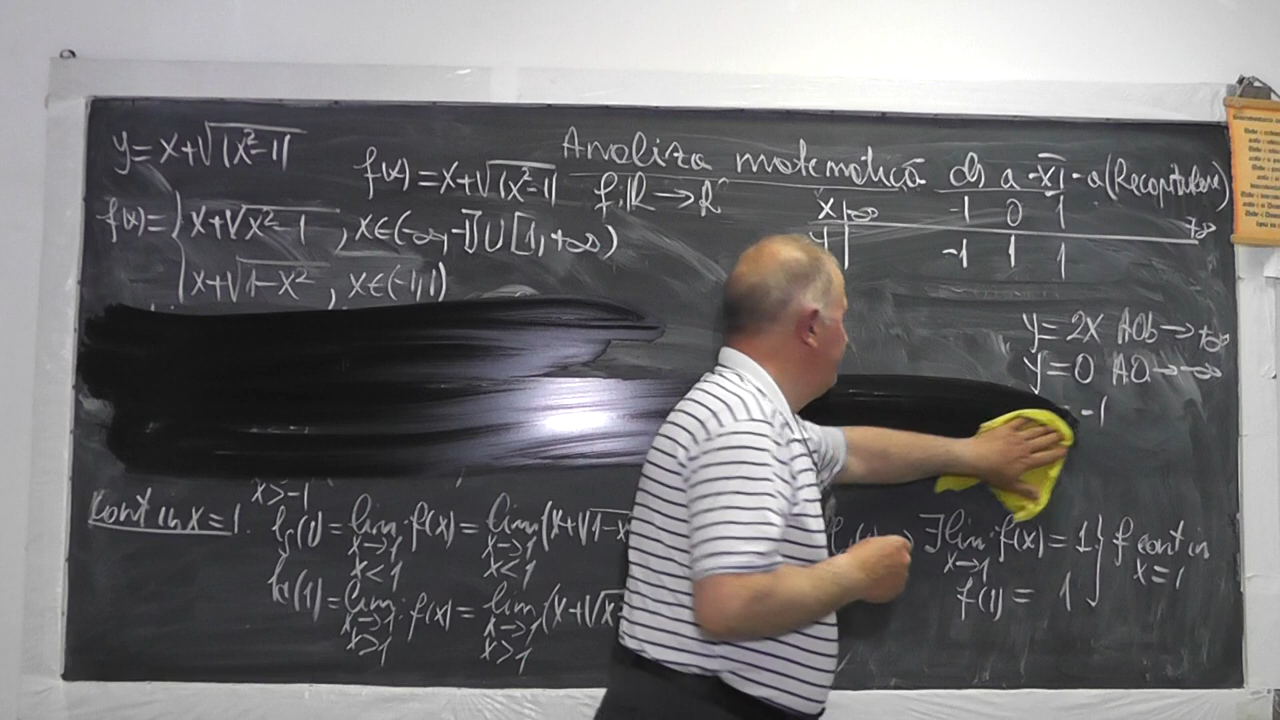 y=x+√|x²-1|
Analiza matematică cls a -XI -a (Recapitulare)
f(x)=x+√|x²-1| f:R→R
f(x)= { x+√x²-1 , x∈(-∞,-1]∪[1,+∞)
x+√1-x² , x∈(-1,1)
x -∞ -1 0 1 +∞
y -1 1 1
y=2x AOb→+∞
y=0 AO→-∞
-1
x>-1
Cont in x=1. ls(1)=lim f(x)=lim(x+√1-x
x→1 x→1
x<1 x<1
∃lim f(x)=1 } f cont in
x→1 x=1
f(1)= 1
ld(1)=lim f(x)=lim(x+√x
x→1 x→1
x>1 x>1